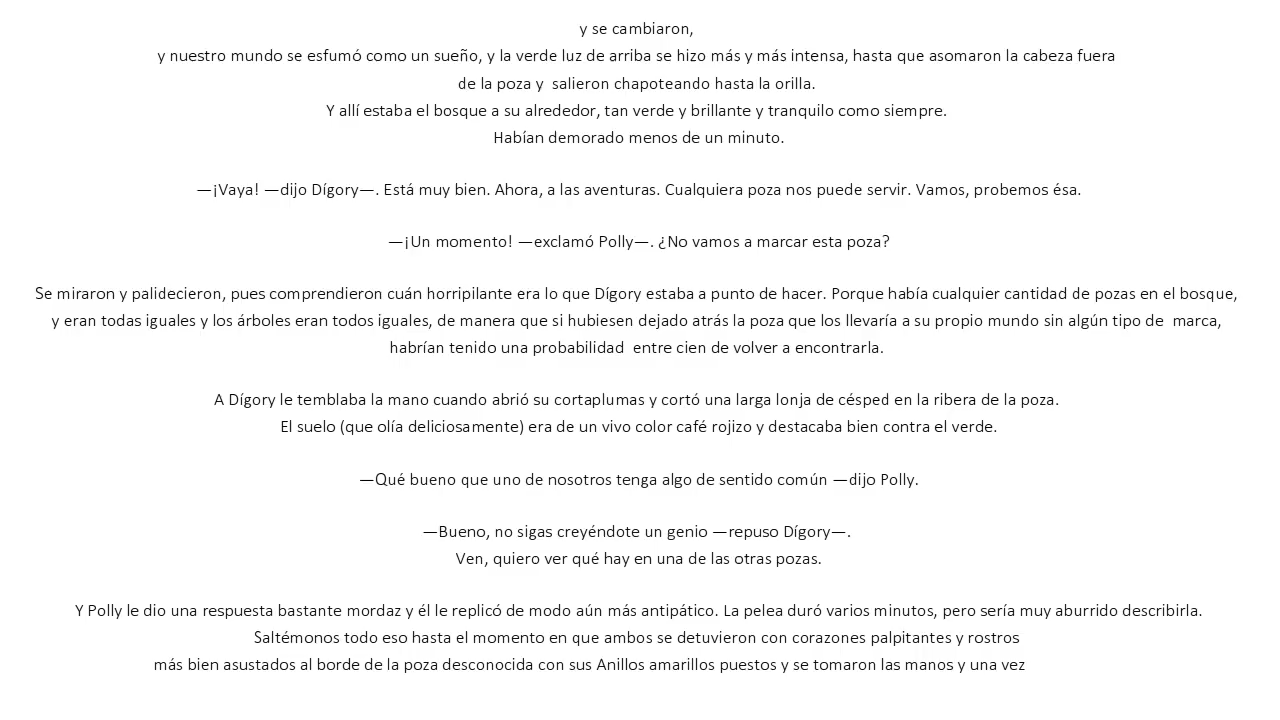 y se cambiaron,
y nuestro mundo se esfumó como un sueño, y la verde luz de arriba se hizo más y más intensa, hasta que asomaron la cabeza fuera
de la poza y  salieron chapoteando hasta la orilla.
Y allí estaba el bosque a su alrededor, tan verde y brillante y tranquilo como siempre.
Habían demorado menos de un minuto.
—¡Vaya! —dijo Dígory—. Está muy bien. Ahora, a las aventuras. Cualquiera poza nos puede servir. Vamos, probemos ésa.
—¡Un momento! —exclamó Polly—. ¿No vamos a marcar esta poza?
Se miraron y palidecieron, pues comprendieron cuán horripilante era lo que Dígory estaba a punto de hacer. Porque había cualquier cantidad de pozas en el bosque,
y eran todas iguales y los árboles eran todos iguales, de manera que si hubiesen dejado atrás la poza que los llevaría a su propio mundo sin algún tipo de  marca,
habrían tenido una probabilidad  entre cien de volver a encontrarla.
A Dígory le temblaba la mano cuando abrió su cortaplumas y cortó una larga lonja de césped en la ribera de la poza.
El suelo (que olía deliciosamente) era de un vivo color café rojizo y destacaba bien contra el verde.
—Qué bueno que uno de nosotros tenga algo de sentido común —dijo Polly.
—Bueno, no sigas creyéndote un genio —repuso Dígory—.
Ven, quiero ver qué hay en una de las otras pozas.
Y Polly le dio una respuesta bastante mordaz y él le replicó de modo aún más antipático. La pelea duró varios minutos, pero sería muy aburrido describirla.
Saltémonos todo eso hasta el momento en que ambos se detuvieron con corazones palpitantes y rostros
más bien asustados al borde de la poza desconocida con sus Anillos amarillos puestos y se tomaron las manos y una vez